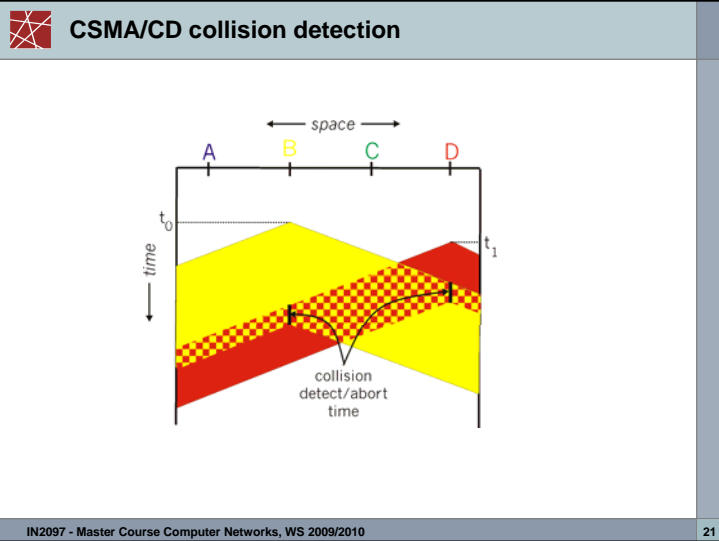 CSMA/CD collision detection
space
A B C D
t0
t1
time
collision
detect/abort
time
IN2097 - Master Course Computer Networks, WS 2009/2010 21